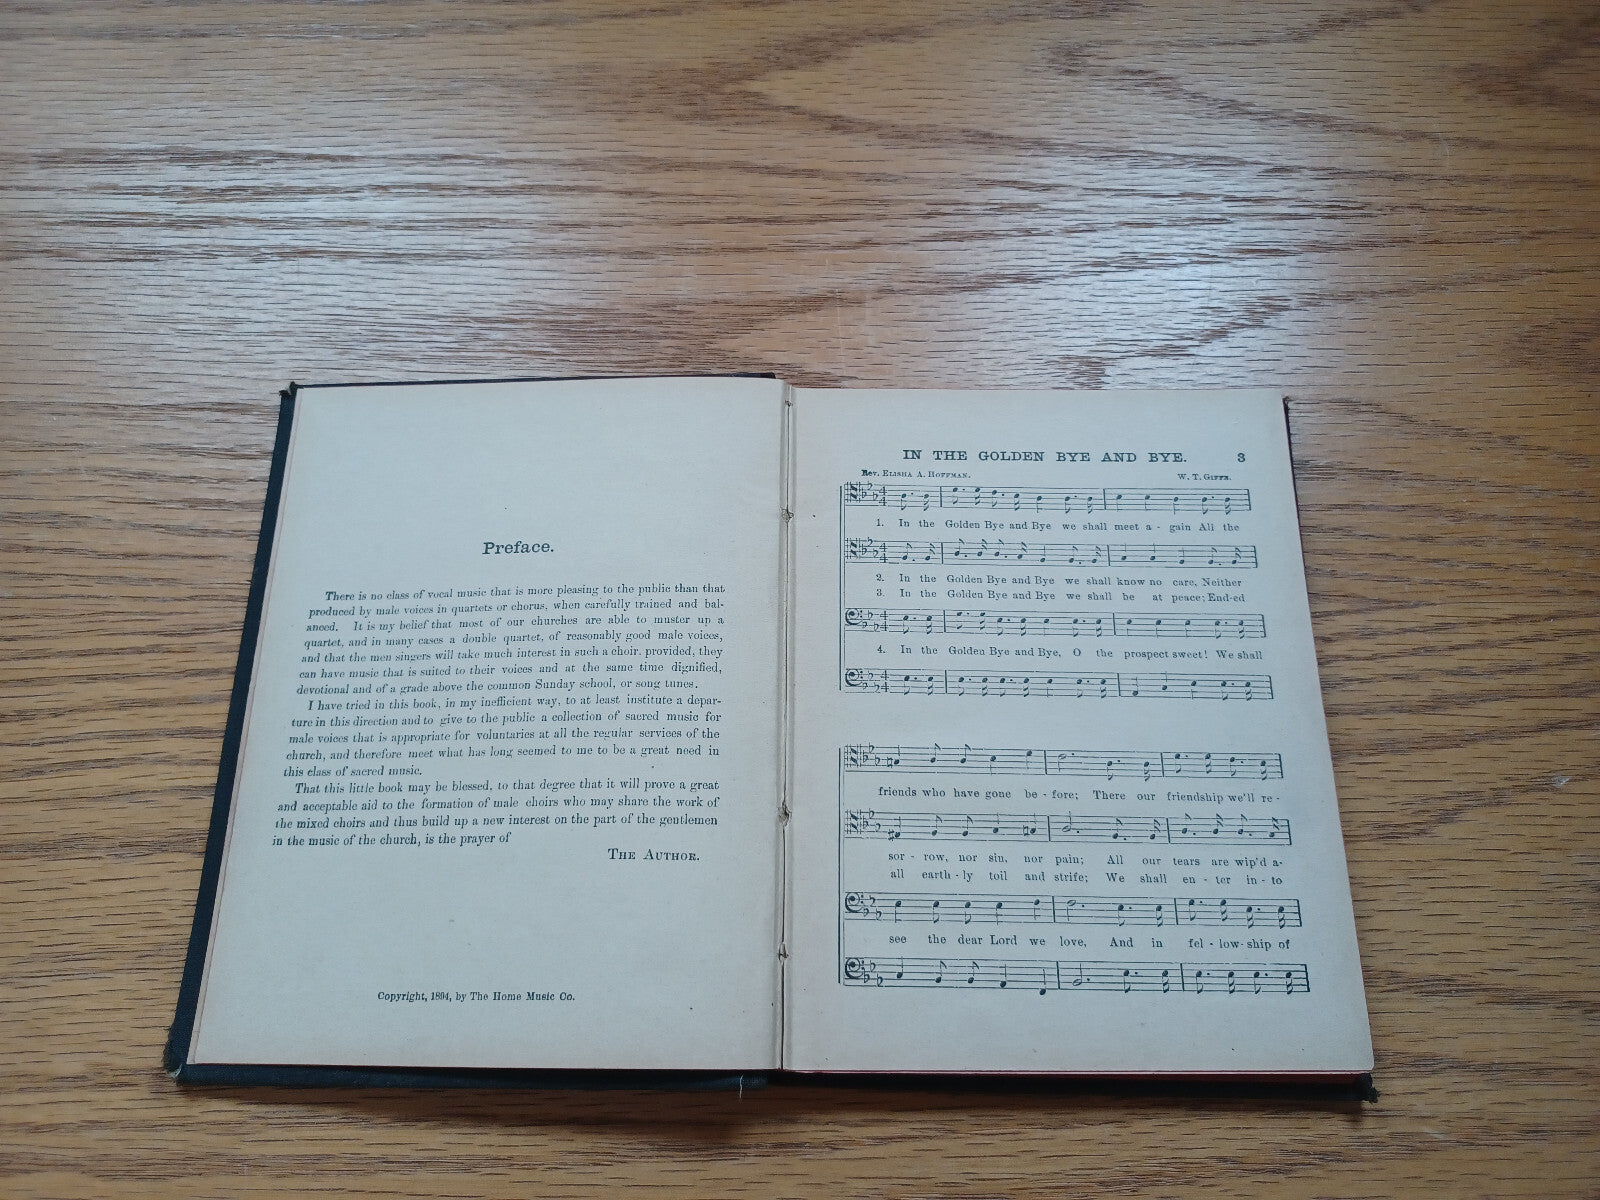 Preface.
There is no class of vocal music that is more pleasing to the public than that
produced by male voices in quartets or chorus, when carefully trained and bal-
anced. It is my belief that most of our churches are able to muster up a
quartet, and in many cases a double quartet, of reasonably good male voices,
and that the men singers will take much interest in such a choir. provided, they
can have music that is suited to their voices and at the same time dignified,
devotional and of a grade above the common Sunday school, or song tunes.
I have tried in this book, in my inefficient way, to at least institute a depar-
ture in this direction and to give to the public a collection of sacred music for
male voices that is appropriate for voluntaries at all the regular services of the
church, and therefore meet what has long seemed to me to be a great need in
this class of sacred music.
That this little book may be blessed, to that degree that it will prove a great
and acceptable aid to the formation of male choirs who may share the work of
the mixed choirs and thus build up a new interest on the part of the gentlemen
in the music of the church, is the prayer of
THE AUTHOR.
Copyright, 1894, by The Home Music Co.
IN THE GOLDEN BYE AND BYE. 3
Rev. ELISHA A. HOFFMAN. W. T. GIFFE.
1. In the Golden Bye and Bye we shall meet a - gain All the
2. In the Golden Bye and Bye we shall know no care, Neither
3. In the Golden Bye and Bye we shall be at peace; End-ed
4. In the Golden Bye and Bye, O the prospect sweet! We shall
friends who have gone be - fore; There our friendship we'll re -
sor - row, nor sin, nor pain; All our tears are wip'd a-
all earth - ly toil and strife; We shall en - ter in - to
see the dear Lord we love, And in fel - low - ship of